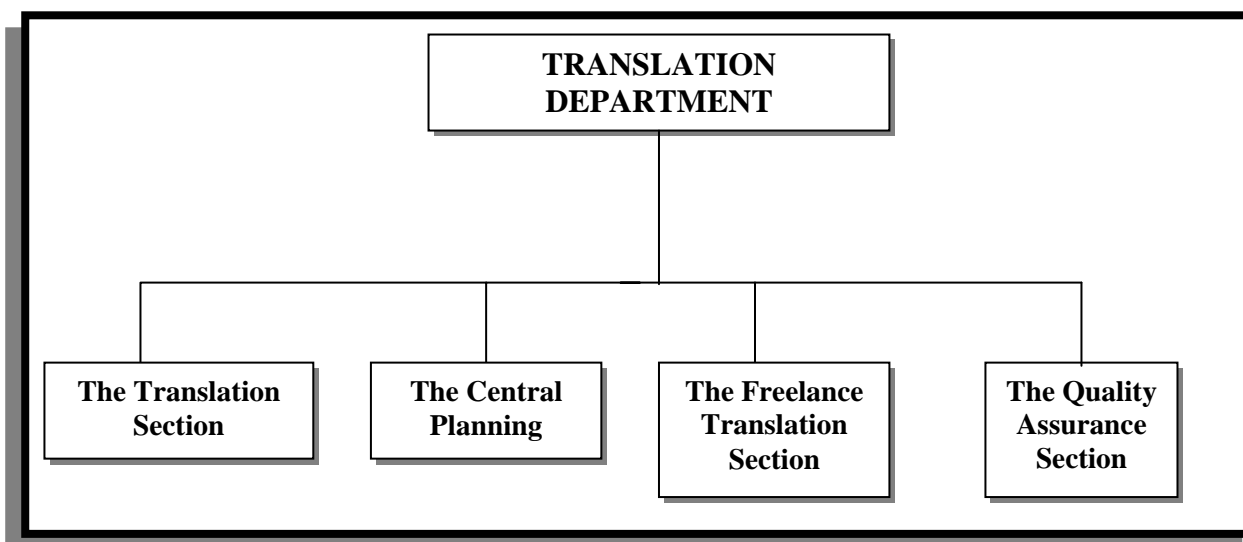 TRANSLATION
DEPARTMENT
The Translation
Section
The Central
Planning
The Freelance
Translation
Section
The Quality
Assurance
Section